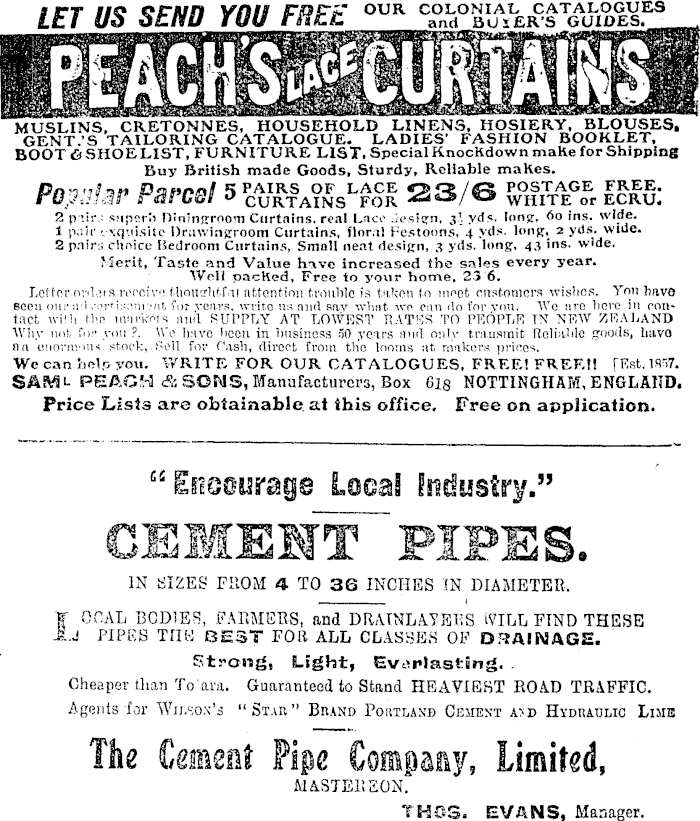 LET US SEND YOU FREE OUR COLONIAL CATALOGUES and BUYER'S GUIDES.
PEACH'S LACE CURTAINS
MUSLINS, CRETONNES, HOUSEHOLD LINENS, HOSIERY, BLOUSES,
GENT.'S TAILORING CATALOGUE. LADIES' FASHION BOOKLET,
BOOT & SHOE LIST, FURNITURE LIST, Special Knockdown make for Shipping
Buy British made Goods, Sturdy, Reliable makes.
Popular Parcel 5 PAIRS OF LACE CURTAINS FOR 23/6 POSTAGE FREE. WHITE or ECRU.
2 pairs superb Diningroom Curtains, real Lace design, 3½ yds. long, 60 ins. wide.
1 pair exquisite Drawingroom Curtains, floral Festoons, 4 yds. long, 2 yds. wide.
2 pairs choice Bedroom Curtains, Small neat design, 3 yds. long, 43 ins. wide.
Merit, Taste and Value have increased the sales every year.
Well packed, Free to your home, 23 6.
Letter orders receive thoughtful attention trouble is taken to meet customers wishes. You have
seen our advertisement for years, write us and say what we can do for you. We are here in con-
tact with the markets and SUPPLY AT LOWEST RATES TO PEOPLE IN NEW ZEALAND
Why not for you?. We have been in business 50 years and only transmit Reliable goods, have
an enormous stock, Sell for Cash, direct from the looms at makers prices.
We can help you. WRITE FOR OUR CATALOGUES, FREE! FREE!! [Est. 1857.
SAML PEACH & SONS, Manufacturers, Box 618 NOTTINGHAM, ENGLAND.
Price Lists are obtainable at this office. Free on application.
"Encourage Local Industry."
CEMENT PIPES.
IN SIZES FROM 4 TO 36 INCHES IN DIAMETER.
LOCAL BODIES, FARMERS, and DRAINLAYERS WILL FIND THESE
PIPES THE BEST FOR ALL CLASSES OF DRAINAGE.
Strong, Light, Everlasting.
Cheaper than Totara. Guaranteed to Stand HEAVIEST ROAD TRAFFIC.
Agents for WILSON'S "STAR" BRAND PORTLAND CEMENT AND HYDRAULIC LIME
The Cement Pipe Company, Limited,
MASTERTON.
THOS. EVANS, Manager.